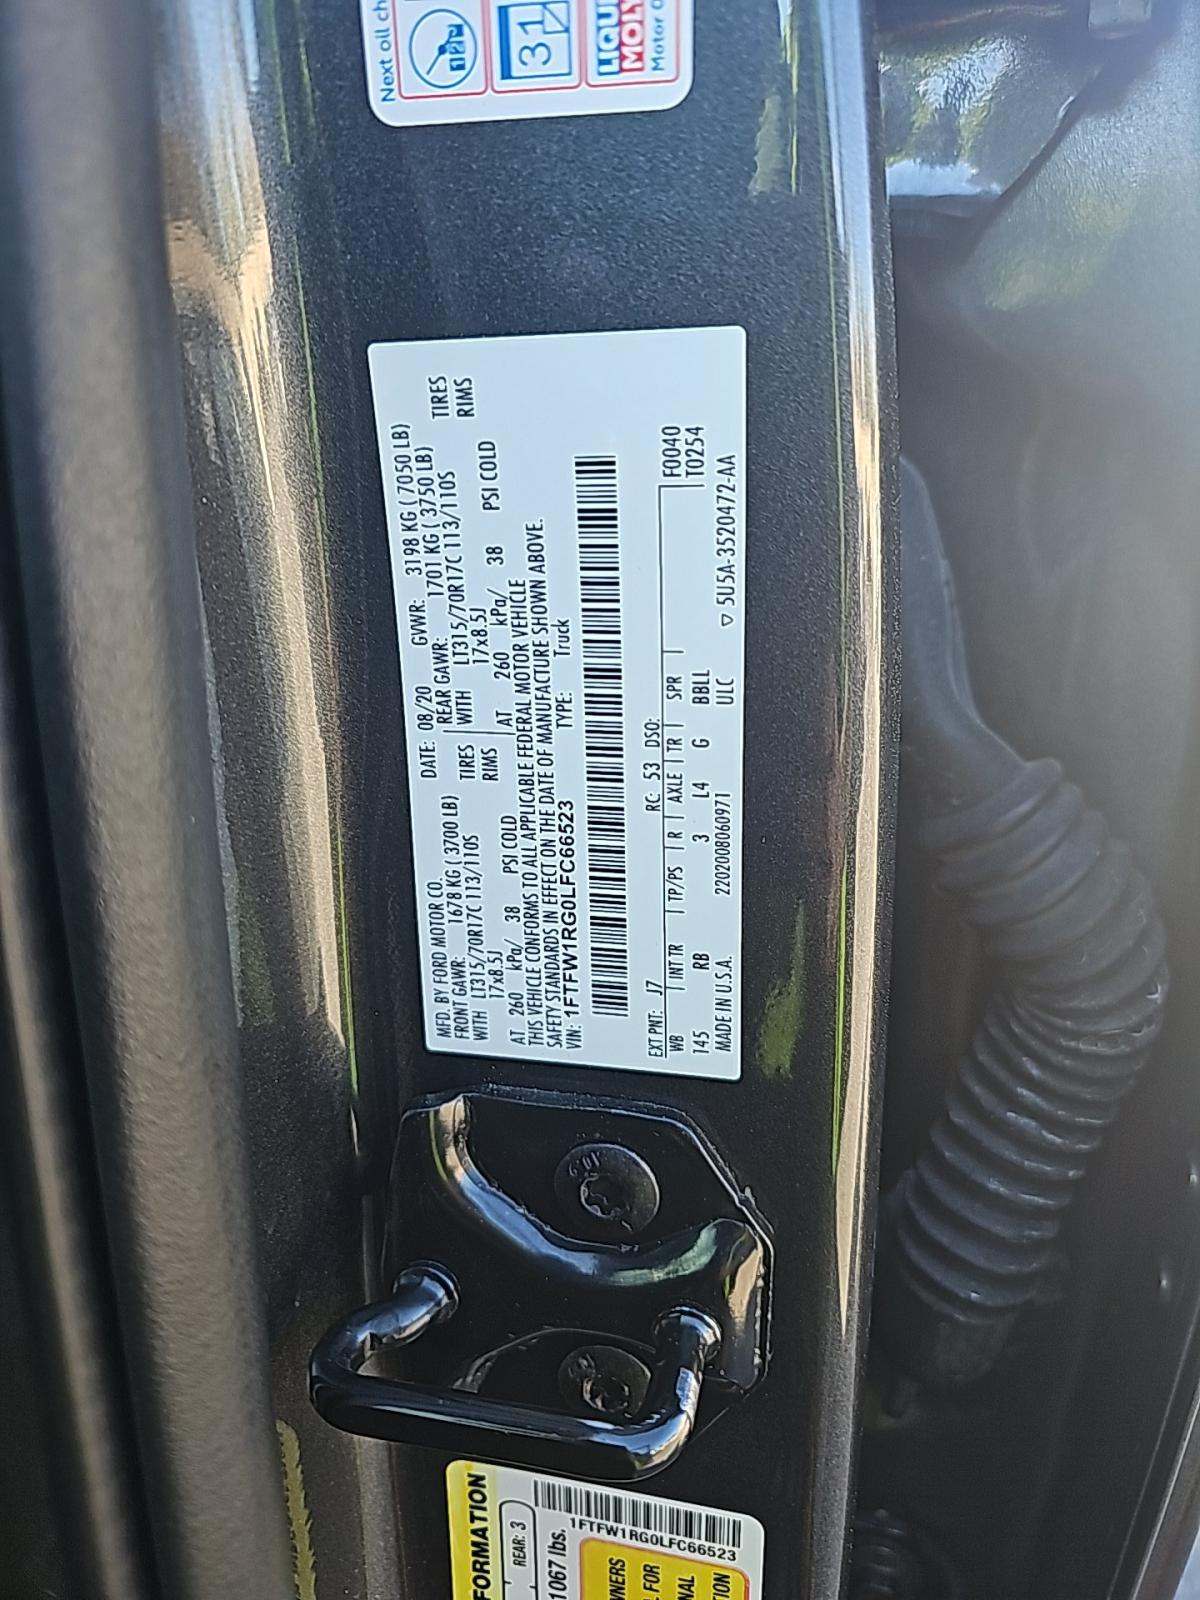 Next oil ch
31
LIQUI
MOLY
Motor O
MFD. BY FORD MOTOR CO.
DATE: 08/20 GVWR: 3198 KG ( 7050 LB)
FRONT GAWR: 1678 KG ( 3700 LB)
REAR GAWR: 1701 KG ( 3750 LB)
WITH LT315/70R17C 113/110S TIRES
WITH LT315/70R17C 113/110S TIRES
17x8.5J RIMS
17x8.5J RIMS
AT 260 kPa/ 38 PSI COLD
AT 260 kPa/ 38 PSI COLD
THIS VEHICLE CONFORMS TO ALL APPLICABLE FEDERAL MOTOR VEHICLE
SAFETY STANDARDS IN EFFECT ON THE DATE OF MANUFACTURE SHOWN ABOVE.
VIN: 1FTFW1RG0LFC66523 TYPE: Truck
EXT PNT: J7 RC: 53 DSO: F0040
WB INT TR TP/PS R AXLE TR SPR T0254
145 RB 3 L4 G BBLL
MADE IN U.S.A. 2202008060971 ULC ▽ 5U5A-3520472-AA
FORMATION
REAR: 3
1067 lbs.
1FTFW1RG0LFC66523
WNERS
L FOR
NAL
TION